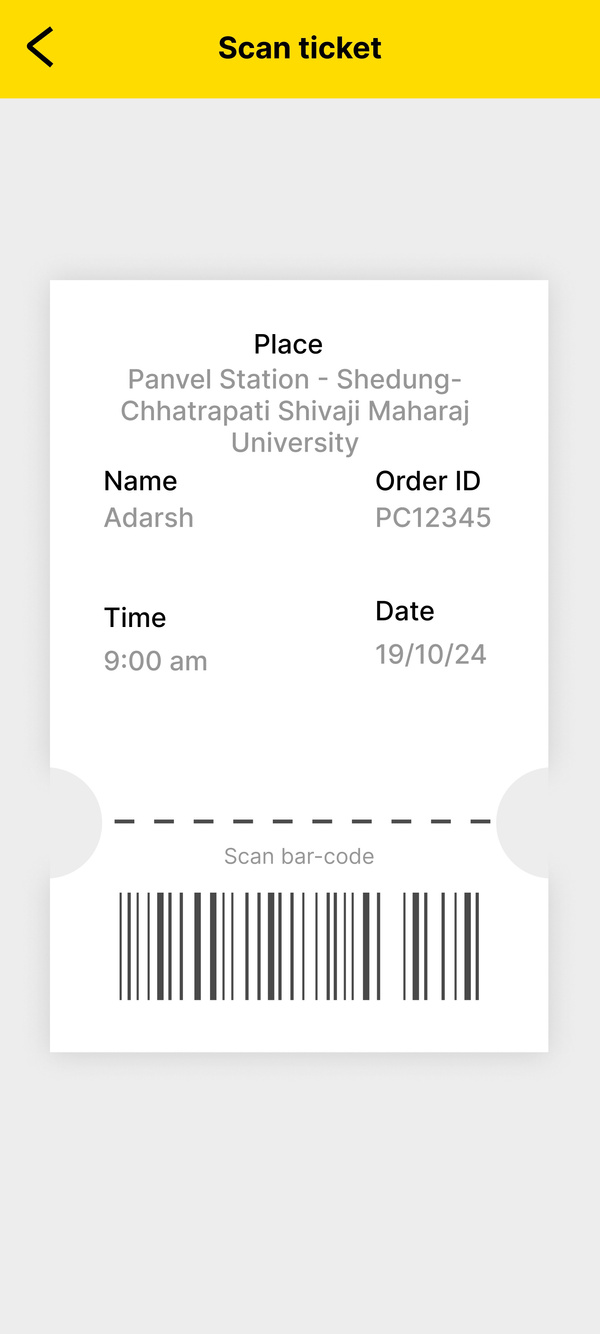 Scan ticket
Place
Panvel Station - Shedung-
Chhatrapati Shivaji Maharaj
University
Name
Order ID
Adarsh
PC12345
Time
Date
9:00 am
19/10/24
Scan bar-code